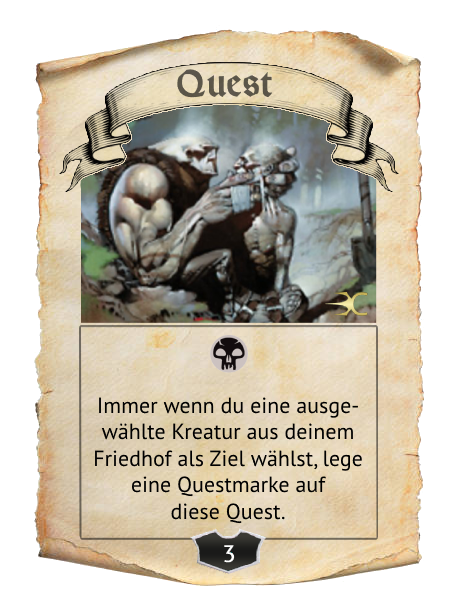 Quest
Immer wenn du eine ausge-
wählte Kreatur aus deinem
Friedhof als Ziel wählst, lege
eine Questmarke auf
diese Quest.
3